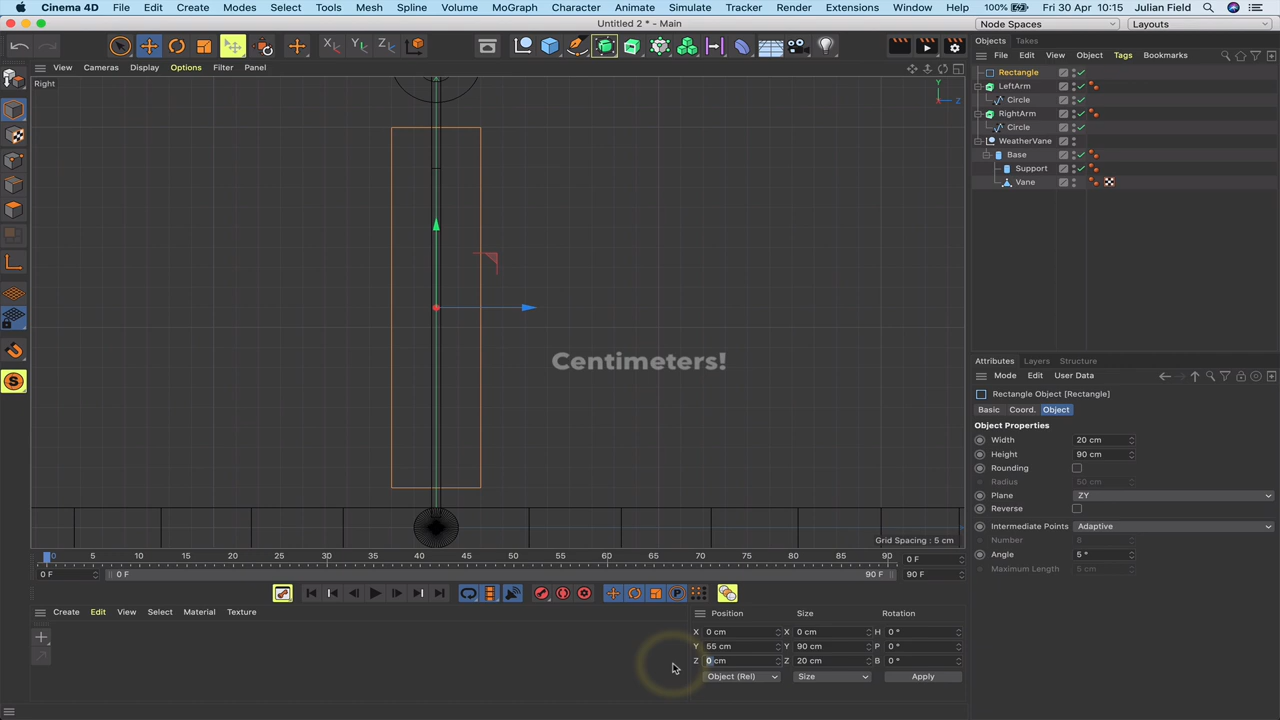 Cinema 4D File Edit Create Modes Select Tools Mesh Spline Volume MoGraph Character Animate Simulate Tracker Render Extensions Window Help 100% Fri 30 Apr 10:15 Julian Field
Untitled 2 * - Main
Node Spaces Layouts
Objects Takes
View Cameras Display Options Filter Panel
File Edit View Object Tags Bookmarks
Right
Y
Z
Rectangle
LeftArm
Circle
RightArm
Circle
WeatherVane
Base
Support
Vane
Centimeters!
Attributes Layers Structure
Mode Edit User Data
Rectangle Object [Rectangle]
Basic Coord. Object
Object Properties
Width 20 cm
Height 90 cm
Rounding
Radius 50 cm
Plane ZY
Reverse
Intermediate Points Adaptive
Number 8
Angle 5 °
Maximum Length 5 cm
Grid Spacing : 5 cm
0 5 10 15 20 25 30 35 40 45 50 55 60 65 70 75 80 85 90
0 F
0 F 0 F 90 F 90 F
Create Edit View Select Material Texture
Position Size Rotation
X 0 cm X 0 cm H 0 °
Y 55 cm Y 90 cm P 0 °
Z 0 cm Z 20 cm B 0 °
Object (Rel) Size Apply